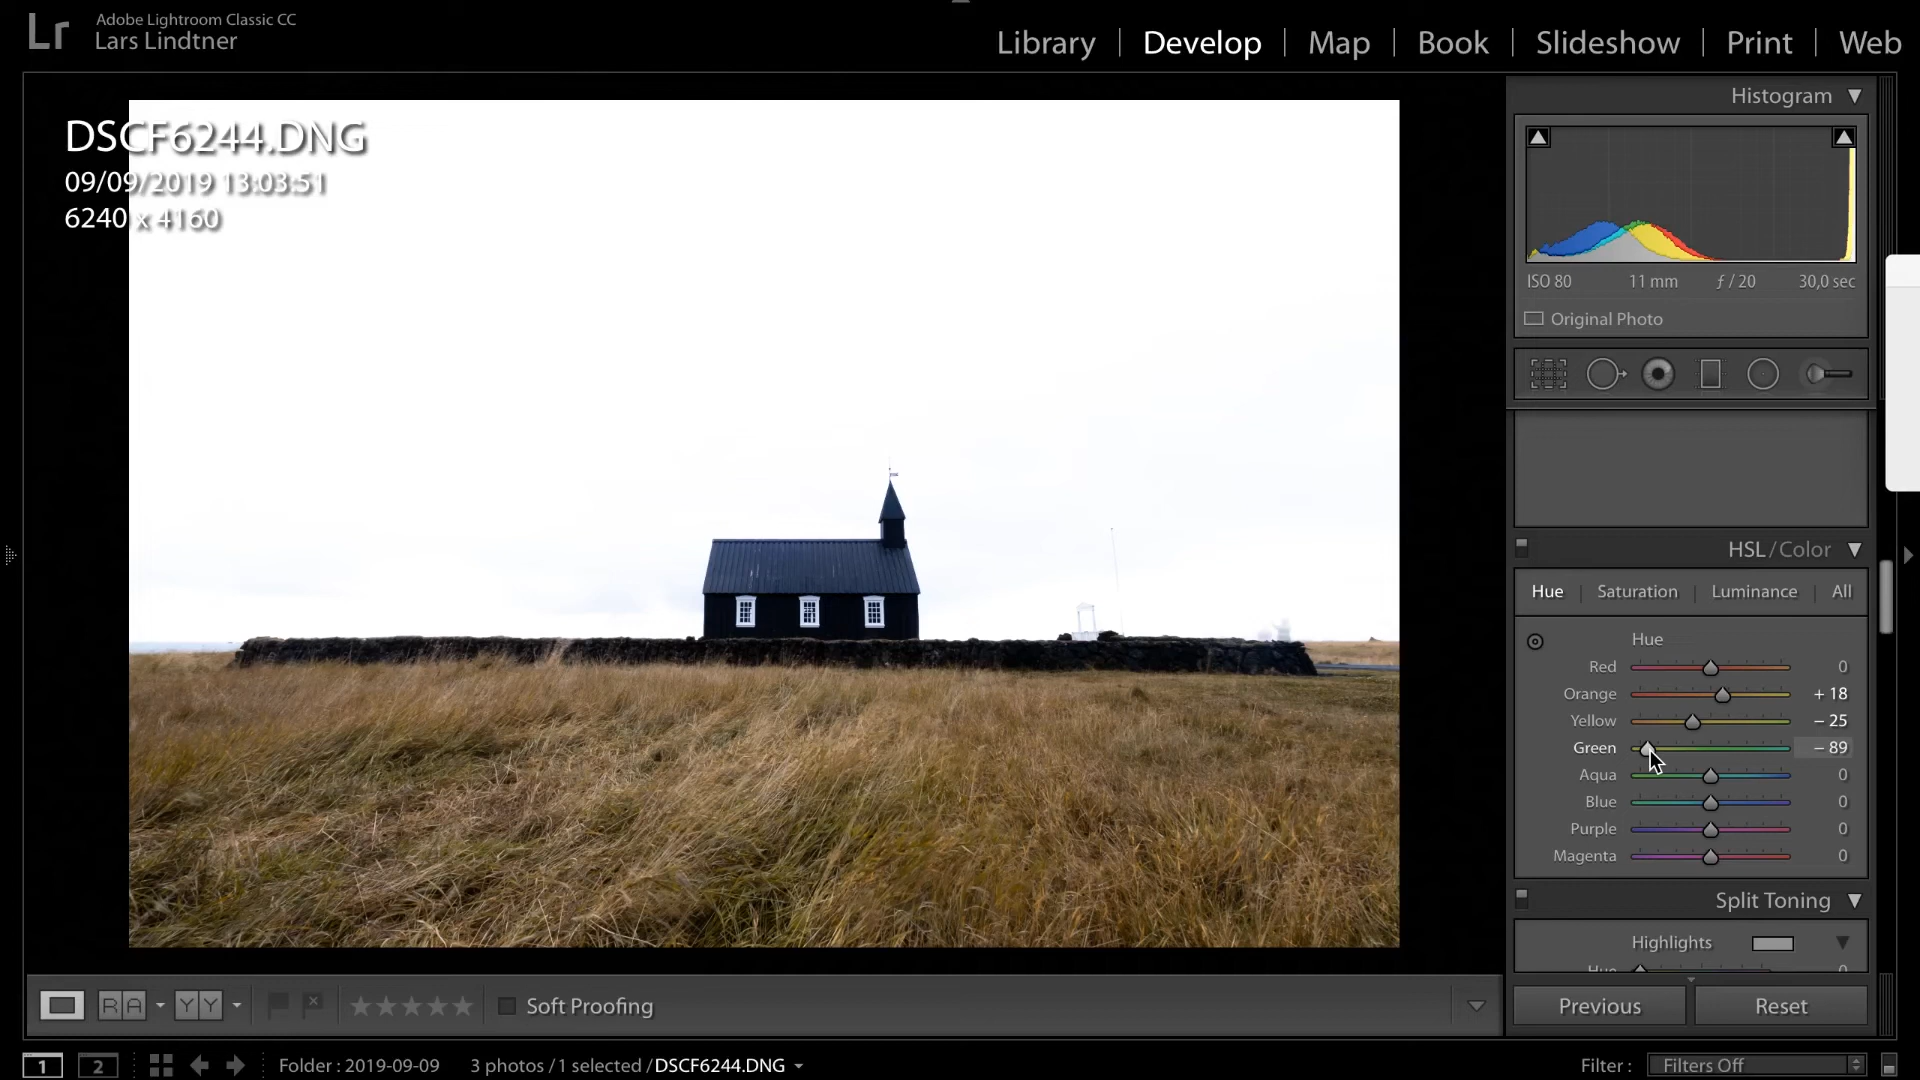 Lr
Adobe Lightroom Classic CC
Lars Lindtner
Library | Develop | Map | Book | Slideshow | Print | Web
DSCF6244.DNG
09/09/2019 13:03:51
6240 x 4160
Histogram
ISO 80 11 mm ƒ / 20 30,0 sec
Original Photo
HSL / Color
Hue | Saturation | Luminance | All
Hue
Red 0
Orange + 18
Yellow − 25
Green − 89
Aqua 0
Blue 0
Purple 0
Magenta 0
Split Toning
Highlights
Hue 0
R A Y Y Soft Proofing
Previous Reset
1 2 Folder : 2019-09-09 3 photos / 1 selected / DSCF6244.DNG
Filter : Filters Off